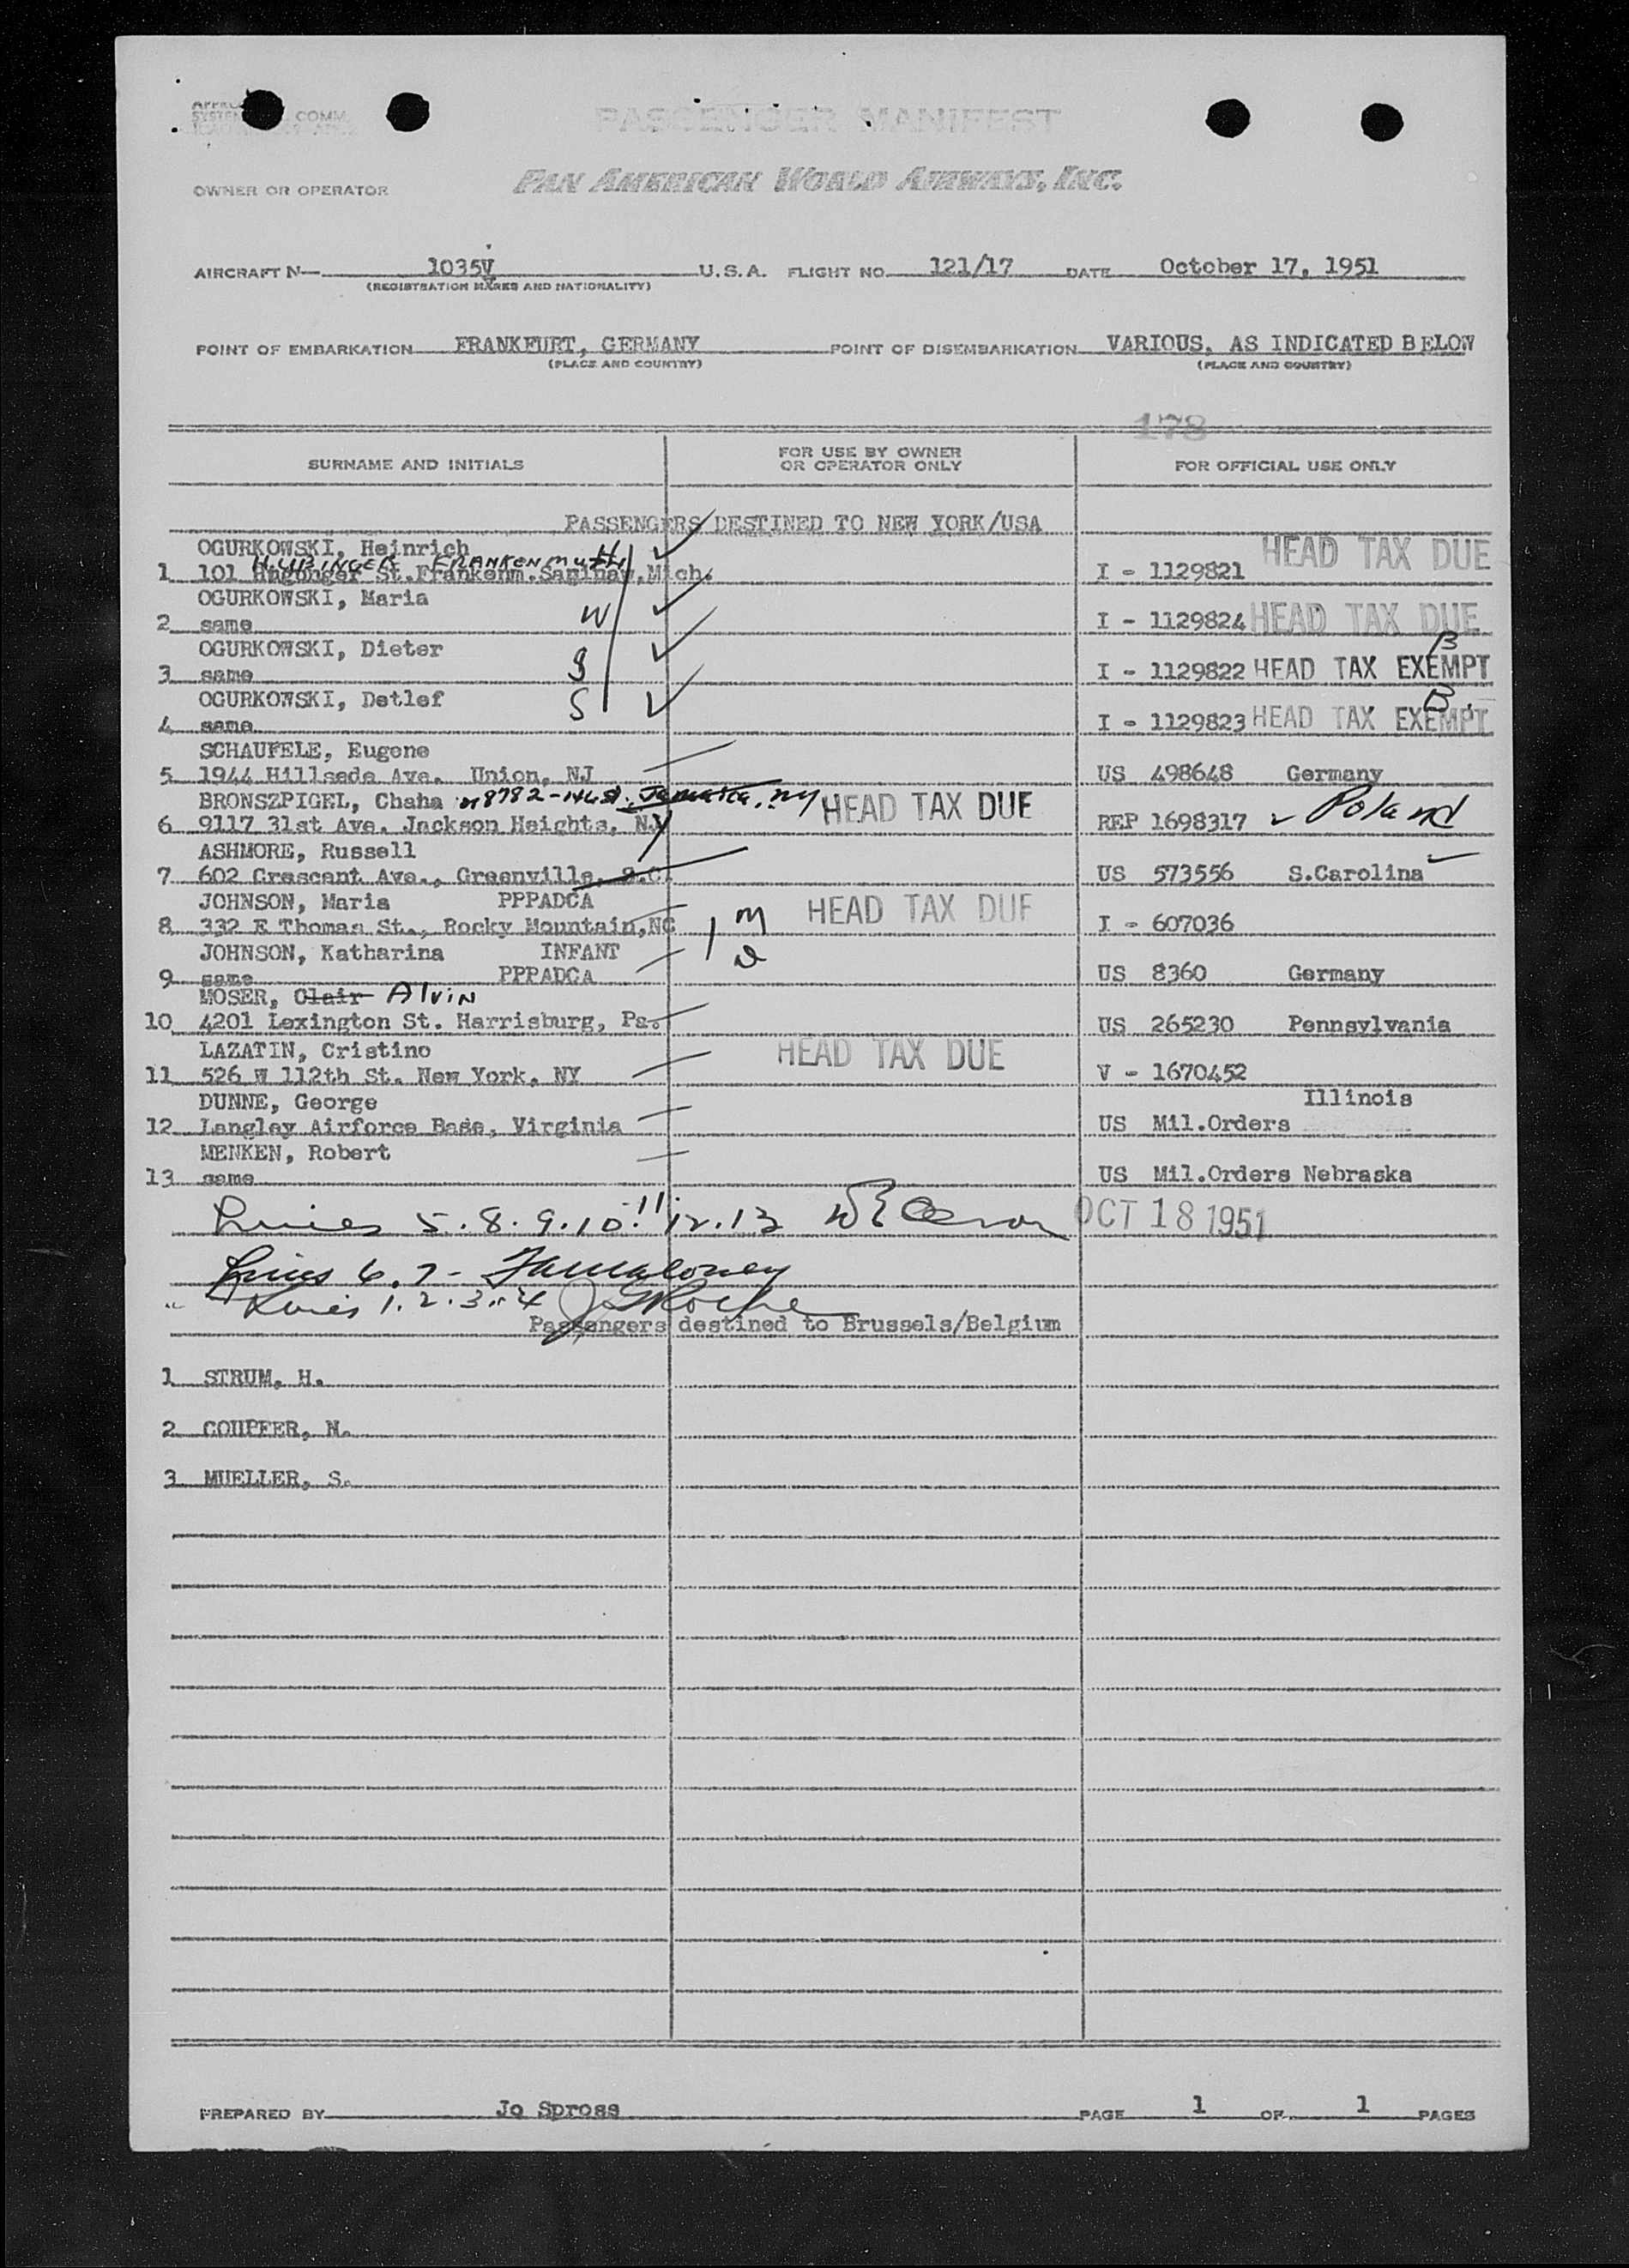 PASSENGER MANIFEST
OWNER OR OPERATOR PAN AMERICAN WORLD AIRWAYS, INC.
AIRCRAFT N— 1035V U.S.A. FLIGHT NO. 121/17 DATE October 17, 1951
(REGISTRATION MARKS AND NATIONALITY)
POINT OF EMBARKATION FRANKFURT, GERMANY POINT OF DISEMBARKATION VARIOUS, AS INDICATED BELOW
(PLACE AND COUNTRY) (PLACE AND COUNTRY)
178
SURNAME AND INITIALS FOR USE BY OWNER OR OPERATOR ONLY FOR OFFICIAL USE ONLY
PASSENGERS DESTINED TO NEW YORK/USA
OGURKOWSKI, Heinrich HEAD TAX DUE
HUBINGER FRANKENMUTH
1 101 St.Frankenm.Saginaw,Mich. I - 1129821
OGURKOWSKI, Maria
2 same W I - 1129824 HEAD TAX DUE
OGURKOWSKI, Dieter B
3 same S I - 1129822 HEAD TAX EXEMPT
OGURKOWSKI, Detlef B
4 same S I - 1129823 HEAD TAX EXEMPT
SCHAUFELE, Eugene
5 1944 Hillsede Ave. Union, NJ US 498648 Germany
BRONSZPIGEL, Chaha 8782-146 St. Jamaica. NY HEAD TAX DUE
6 9117 31st Ave. Jackson Heights, NY REP 1698317 Poland
ASHMORE, Russell
7 602 Crescent Ave., Greenville, S.C. US 573556 S.Carolina
JOHNSON, Maria PPPADCA M HEAD TAX DUE
8 332 E Thomas St., Rocky Mountain,NC I - 607036
JOHNSON, Katharina INFANT D
9 same PPPADCA US 8360 Germany
MOSER, Clair Alvin
10 4201 Lexington St. Harrisburg, Pa. US 265230 Pennsylvania
LAZATIN, Cristino HEAD TAX DUE
11 526 W 112th St. New York, NY V - 1670452
DUNNE, George Illinois
12 Langley Airforce Base, Virginia US Mil.Orders
MENKEN, Robert
13 same US Mil.Orders Nebraska
Lines 5.8.9.10.11.12.13 OCT 18 1951
Lines 6.7-
Lines 1.2.3.4
Passengers destined to Brussels/Belgium
1 STRUM, H.
2 COUPFER, N.
3 MUELLER, S.
PREPARED BY Jo Spross PAGE 1 OF 1 PAGES